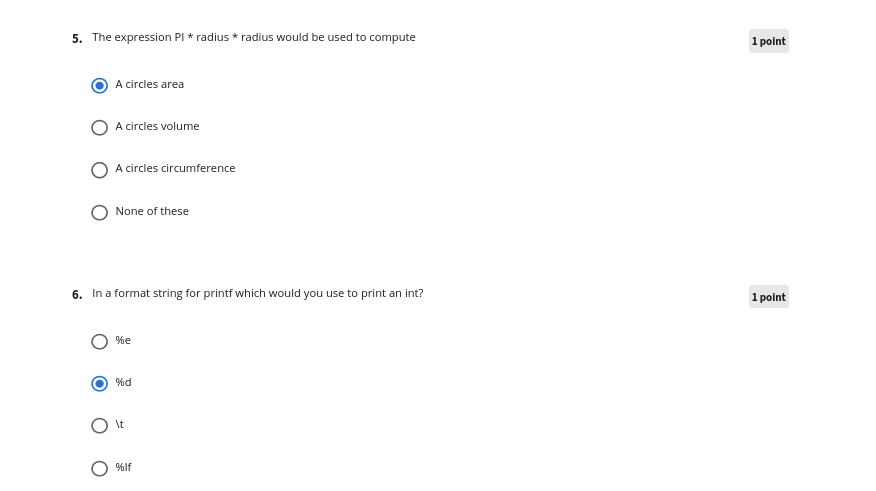 5. The expression PI * radius * radius would be used to compute
1 point
A circles area
A circles volume
A circles circumference
None of these
6. In a format string for printf which would you use to print an int?
1 point
%e
%d
\t
%lf